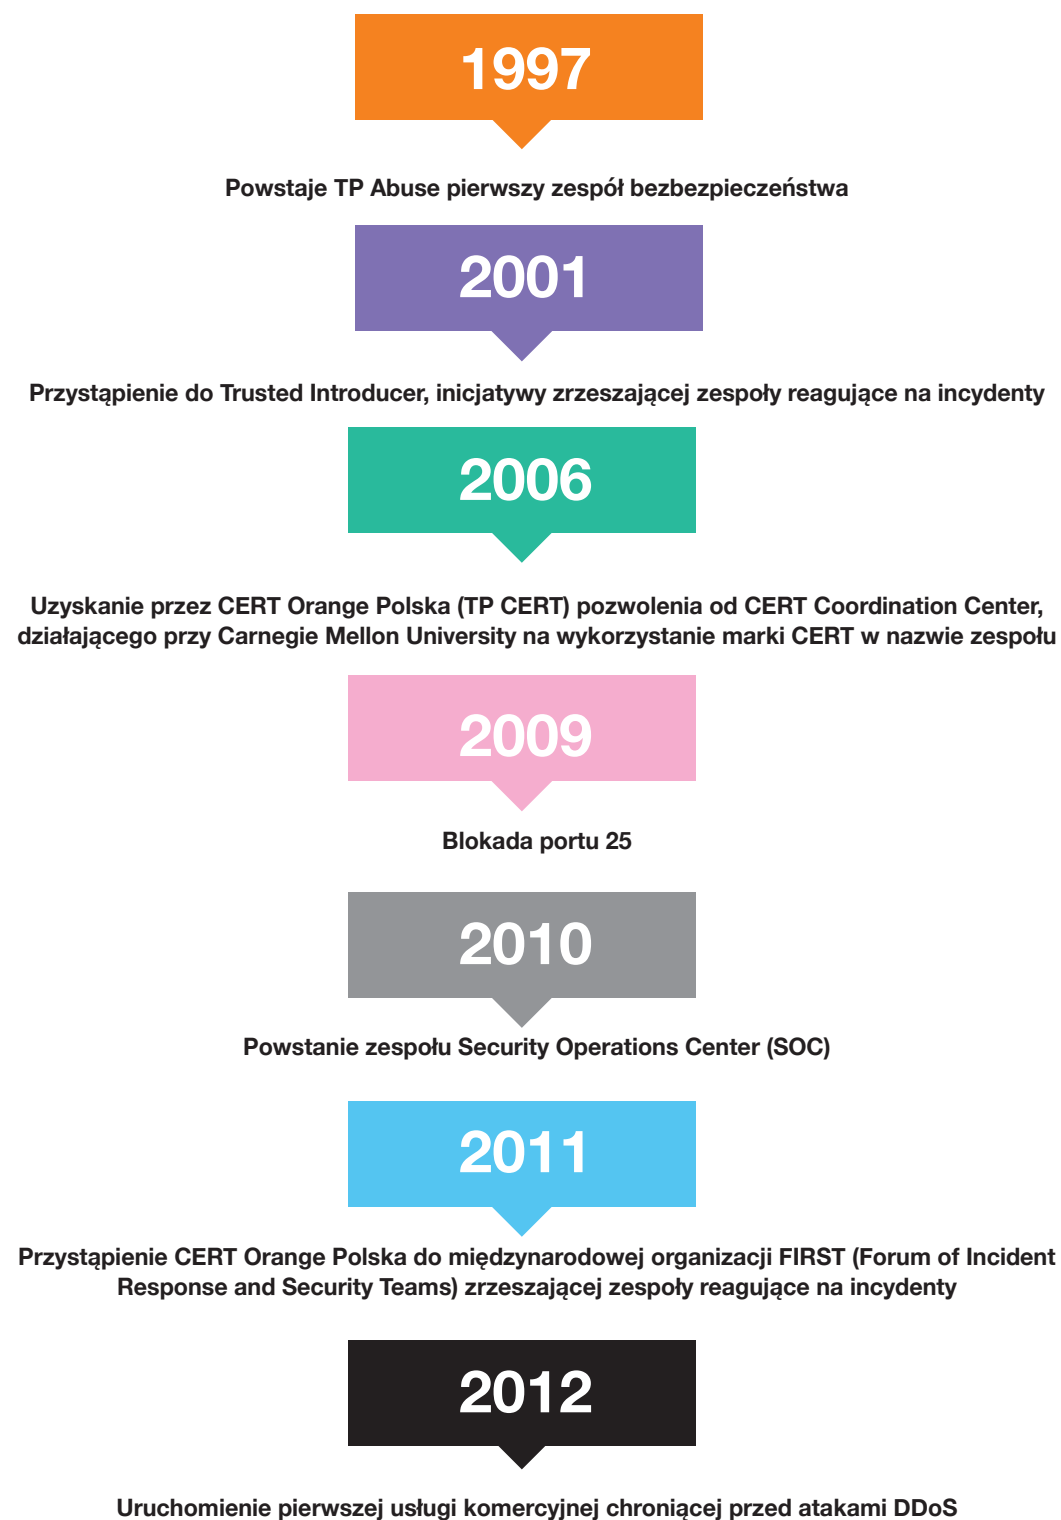 1997
Powstaje TP Abuse pierwszy zespół bezbezpieczeństwa
2001
Przystąpienie do Trusted Introducer, inicjatywy zrzeszającej zespoły reagujące na incydenty
2006
Uzyskanie przez CERT Orange Polska (TP CERT) pozwolenia od CERT Coordination Center,
działającego przy Carnegie Mellon University na wykorzystanie marki CERT w nazwie zespołu
2009
Blokada portu 25
2010
Powstanie zespołu Security Operations Center (SOC)
2011
Przystąpienie CERT Orange Polska do międzynarodowej organizacji FIRST (Forum of Incident
Response and Security Teams) zrzeszającej zespoły reagujące na incydenty
2012
Uruchomienie pierwszej usługi komercyjnej chroniącej przed atakami DDoS